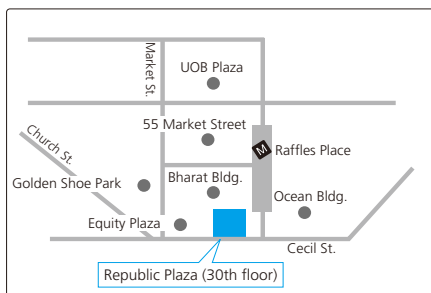 Market St.
UOB Plaza
55 Market Street
Church St.
M
Raffles Place
Golden Shoe Park
Bharat Bldg.
Ocean Bldg.
Equity Plaza
Cecil St.
Republic Plaza (30th floor)